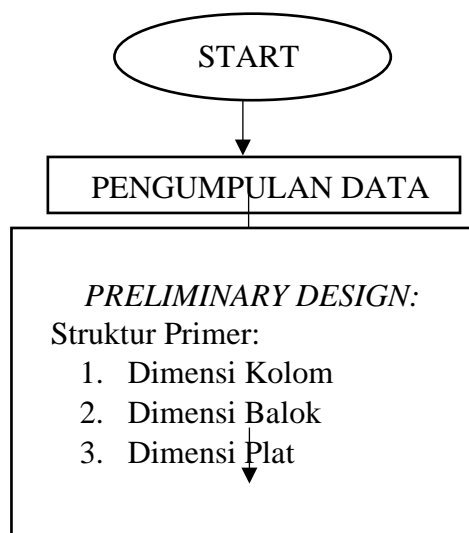 START
PENGUMPULAN DATA
PRELIMINARY DESIGN:
Struktur Primer:
1. Dimensi Kolom
2. Dimensi Balok
3. Dimensi Plat